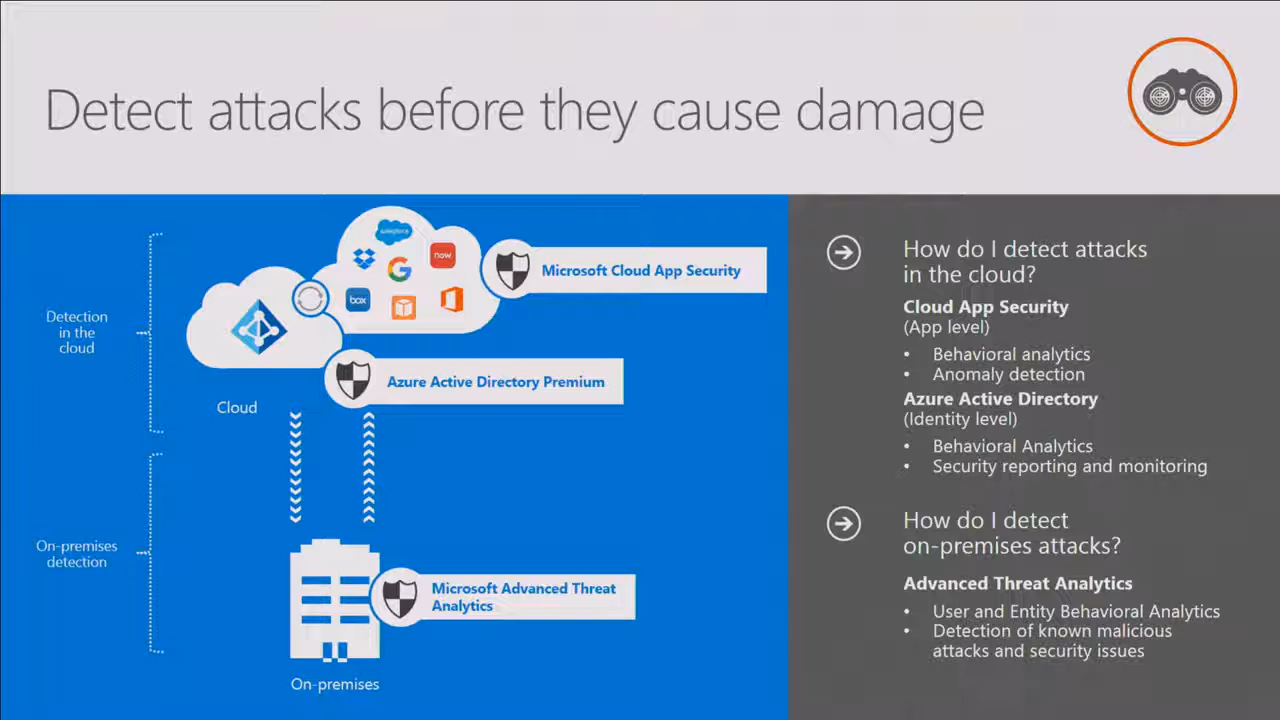 Detect attacks before they cause damage
salesforce
now
box
Microsoft Cloud App Security
Detection
in the
cloud
Azure Active Directory Premium
Cloud
On-premises
detection
Microsoft Advanced Threat
Analytics
On-premises
How do I detect attacks
in the cloud?
Cloud App Security
(App level)
• Behavioral analytics
• Anomaly detection
Azure Active Directory
(Identity level)
• Behavioral Analytics
• Security reporting and monitoring
How do I detect
on-premises attacks?
Advanced Threat Analytics
• User and Entity Behavioral Analytics
• Detection of known malicious
attacks and security issues